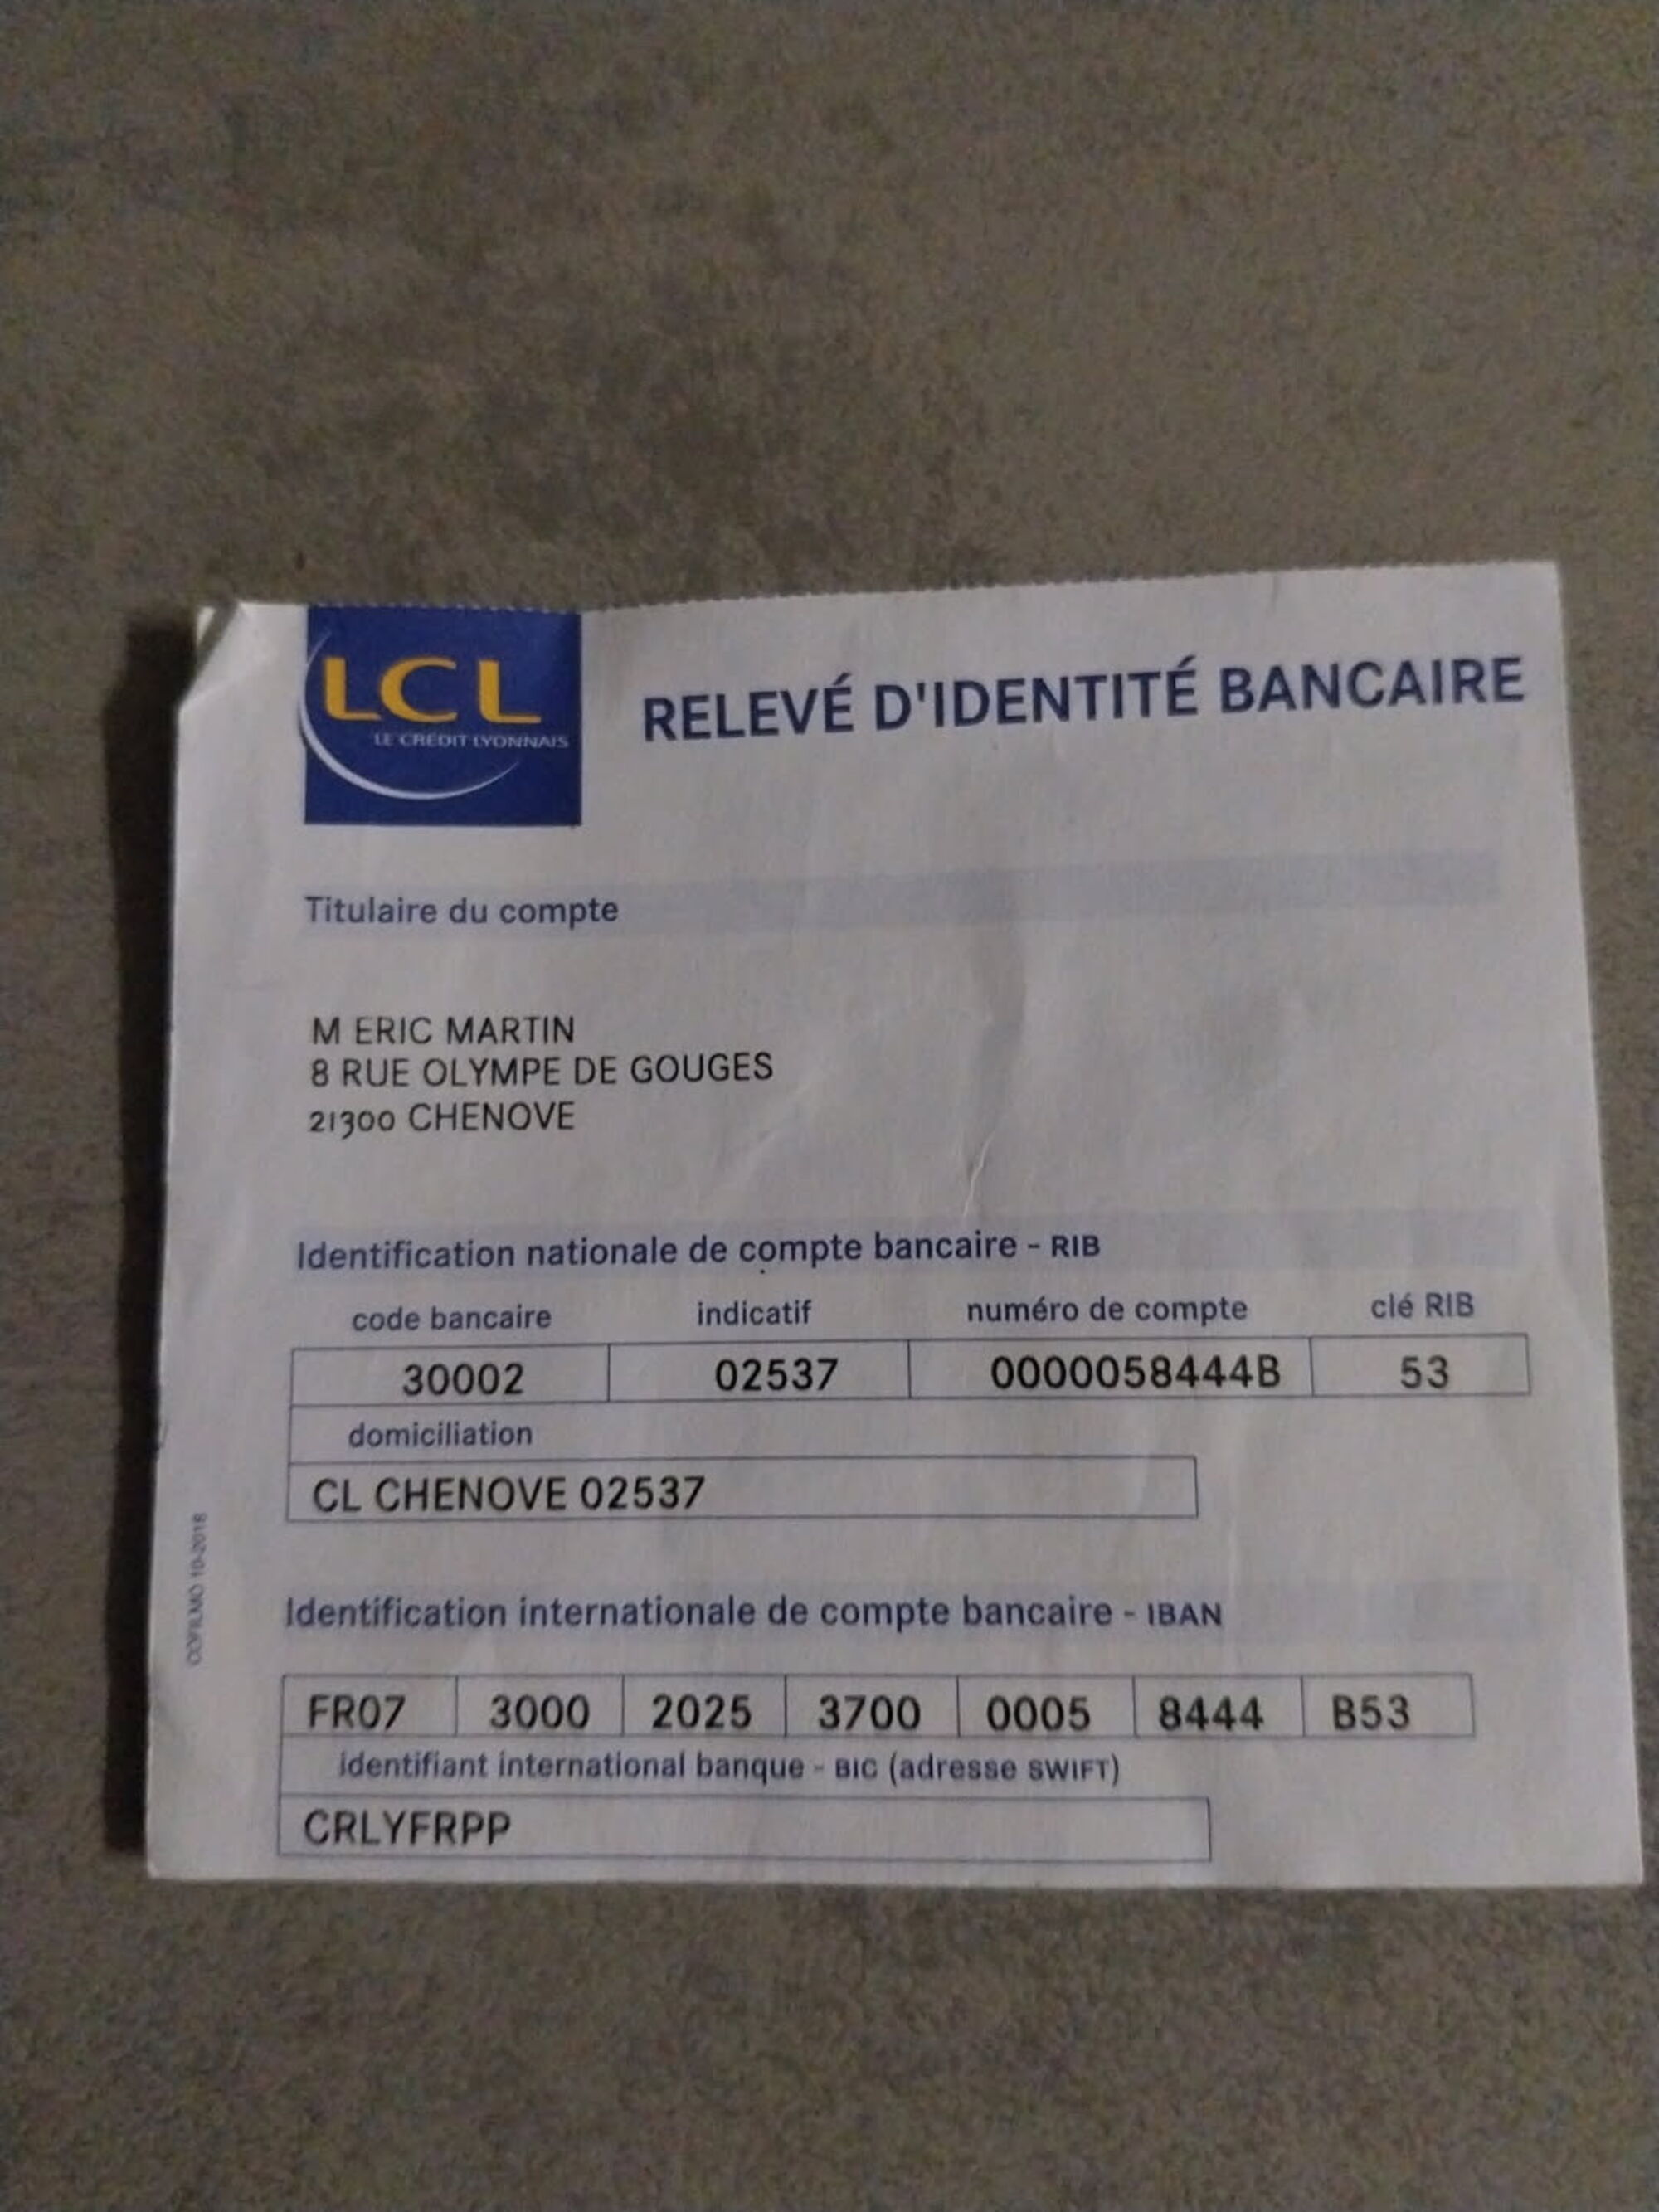 LCL
LE CRÉDIT LYONNAIS
RELEVÉ D'IDENTITÉ BANCAIRE
Titulaire du compte
M ERIC MARTIN
8 RUE OLYMPE DE GOUGES
21300 CHENOVE
Identification nationale de compte bancaire - RIB
code bancaire indicatif numéro de compte clé RIB
30002 02537 0000058444B 53
domiciliation
CL CHENOVE 02537
Identification internationale de compte bancaire - IBAN
FR07 3000 2025 3700 0005 8444 B53
identifiant international banque - BIC (adresse SWIFT)
CRLYFRPP
COFILMO 10-2018